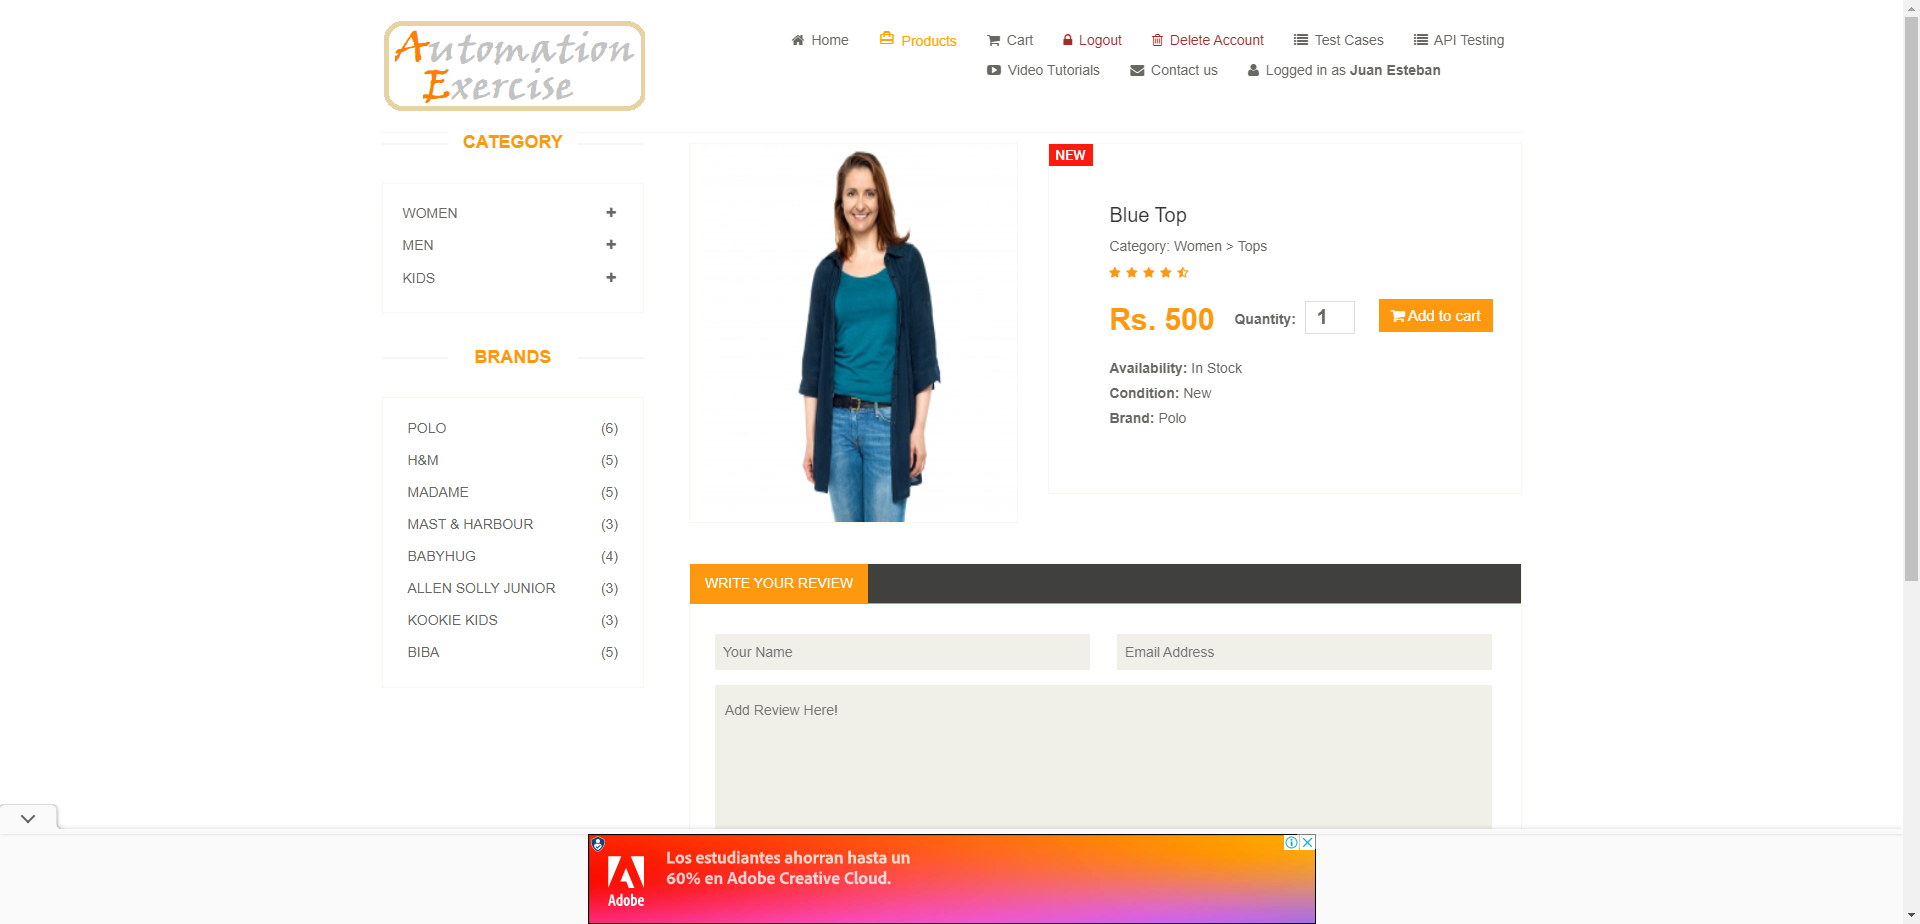 Automation
Exercise
Home
Products
Cart
Logout
Delete Account
Test Cases
API Testing
Video Tutorials
Contact us
Logged in as Juan Esteban
CATEGORY
WOMEN
MEN
KIDS
BRANDS
POLO (6)
H&M (5)
MADAME (5)
MAST & HARBOUR (3)
BABYHUG (4)
ALLEN SOLLY JUNIOR (3)
KOOKIE KIDS (3)
BIBA (5)
NEW
Blue Top
Category: Women > Tops
Rs. 500 Quantity: 1 Add to cart
Availability: In Stock
Condition: New
Brand: Polo
WRITE YOUR REVIEW
Your Name
Email Address
Add Review Here!
Adobe
Los estudiantes ahorran hasta un
60% en Adobe Creative Cloud.